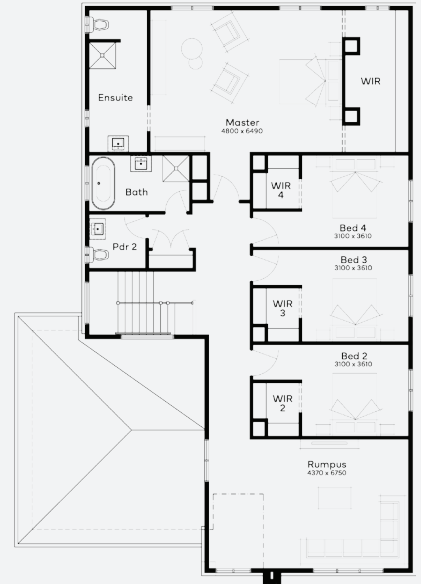 Ensuite
Master
4800 x 6490
WIR
Bath
WIR
4
Bed 4
3100 x 3610
Pdr 2
Bed 3
3100 x 3610
WIR
3
Bed 2
3100 x 3610
WIR
2
Rumpus
4370 x 6750